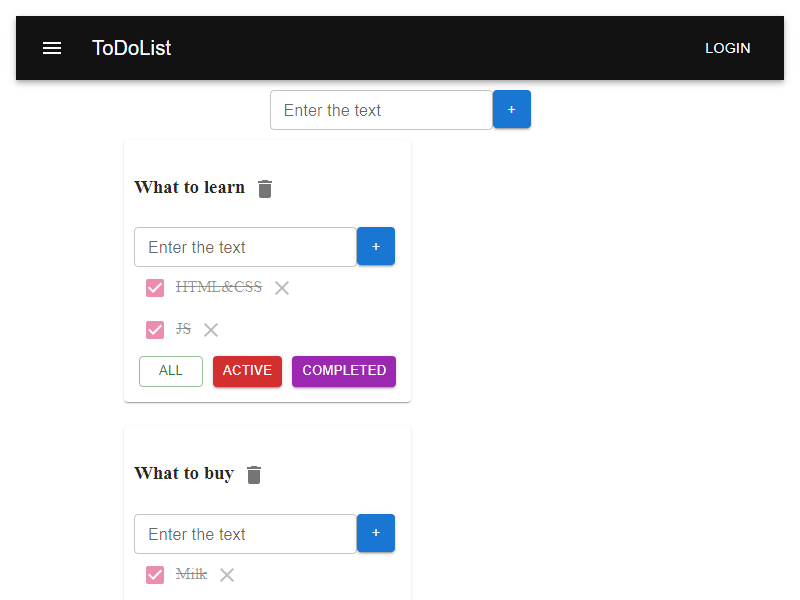 ToDoList LOGIN
Enter the text +
What to learn
Enter the text +
HTML&CSS
JS
ALL ACTIVE COMPLETED
What to buy
Enter the text +
Milk